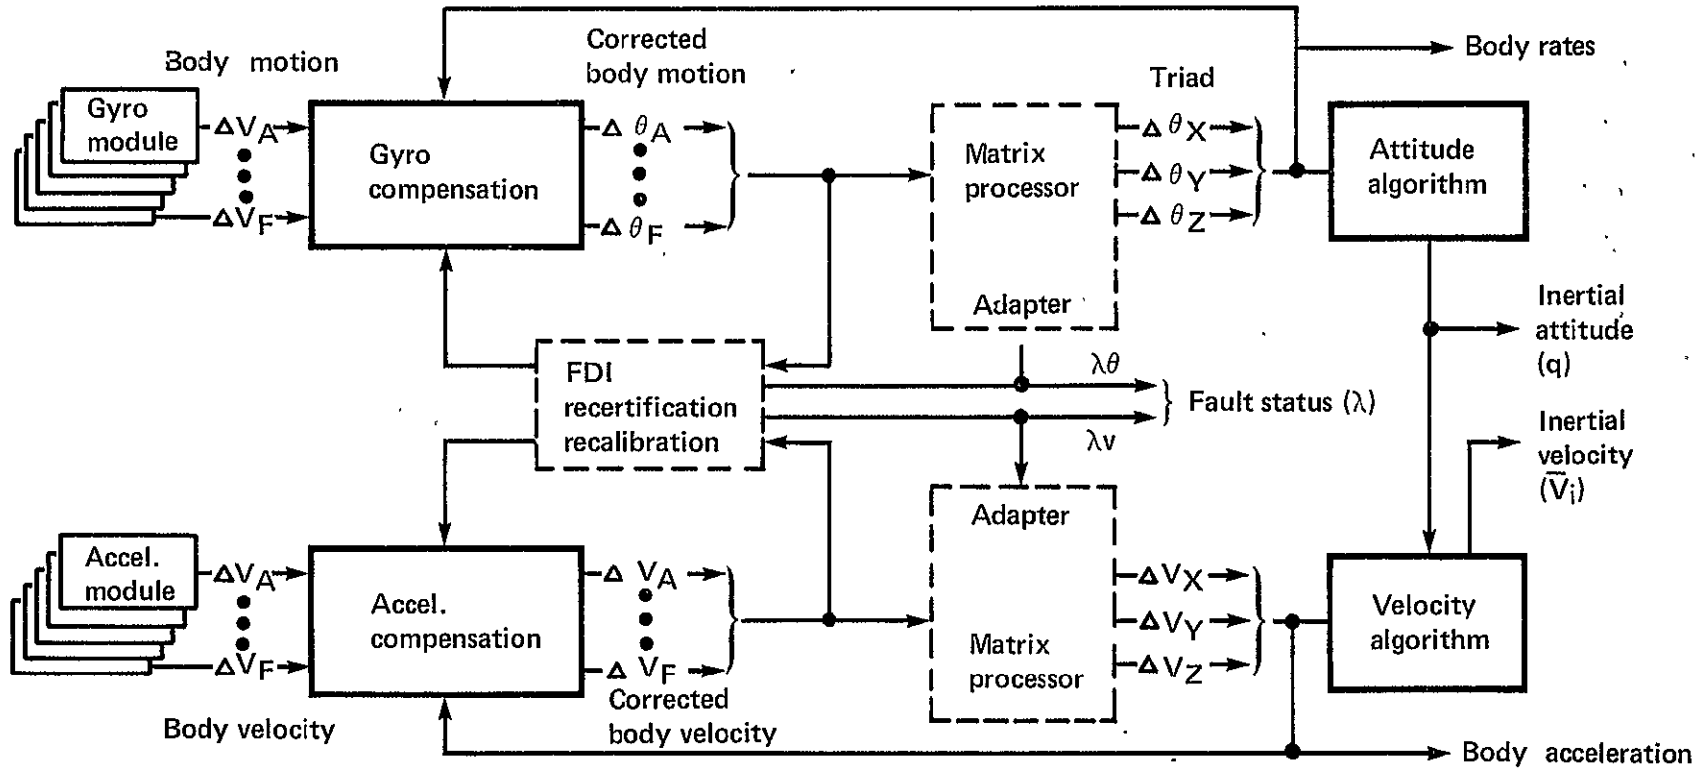 Body motion
Corrected
body motion
Triad
Body rates
Gyro
module
ΔVA
ΔVF
Gyro
compensation
Δ θA
Δ θF
Matrix
processor
Adapter
Δ θX
Δ θY
Δ θZ
Attitude
algorithm
Inertial
attitude
(q)
FDI
recertification
recalibration
λθ
λv
Fault status (λ)
Inertial
velocity
(V̅i)
Accel.
module
ΔVA
ΔVF
Body velocity
Accel.
compensation
Δ VA
Δ VF
Corrected
body velocity
Adapter
Matrix
processor
ΔVX
ΔVY
ΔVZ
Velocity
algorithm
Body acceleration